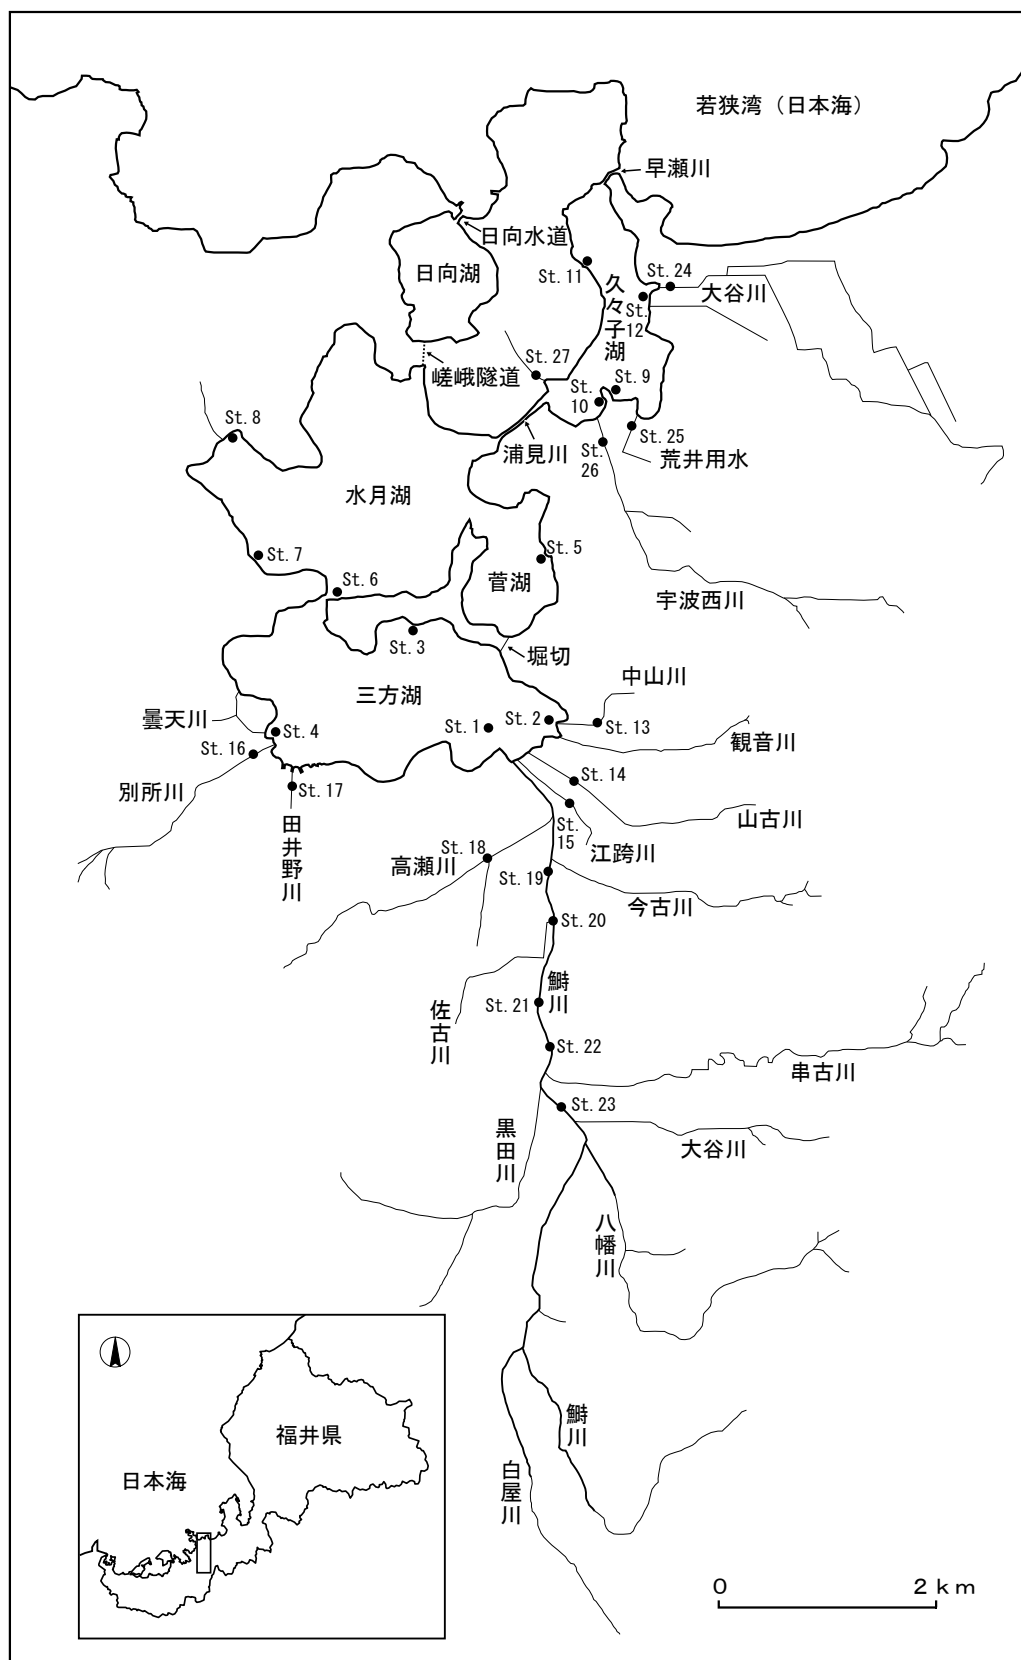 若狭湾（日本海）
早瀬川
日向水道
日向湖
St. 11
久々子湖
St. 24
大谷川
St. 12
嵯峨隧道
St. 27
St. 9
St. 10
St. 8
浦見川
St. 26
St. 25
荒井用水
水月湖
St. 7
St. 5
St. 6
菅湖
宇波西川
St. 3
堀切
三方湖
中山川
曇天川
St. 4
St. 1
St. 2
St. 13
観音川
St. 16
別所川
St. 17
田井野川
St. 14
山古川
St. 15
江跨川
St. 18
高瀬川
St. 19
今古川
St. 20
鰣川
St. 21
佐古川
St. 22
串古川
St. 23
黒田川
大谷川
八幡川
鰣川
白屋川
福井県
日本海
0 2 km